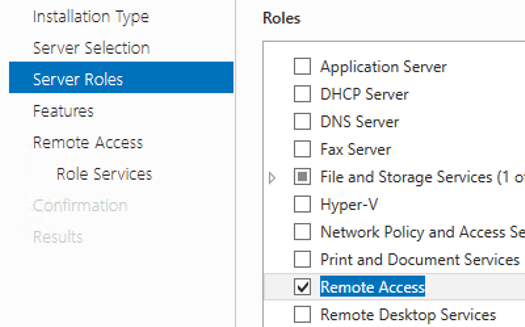 Installation Type
Server Selection
Server Roles
Features
Remote Access
Role Services
Confirmation
Results
Roles
Application Server
DHCP Server
DNS Server
Fax Server
File and Storage Services (1 o
Hyper-V
Network Policy and Access Se
Print and Document Services
Remote Access
Remote Desktop Services